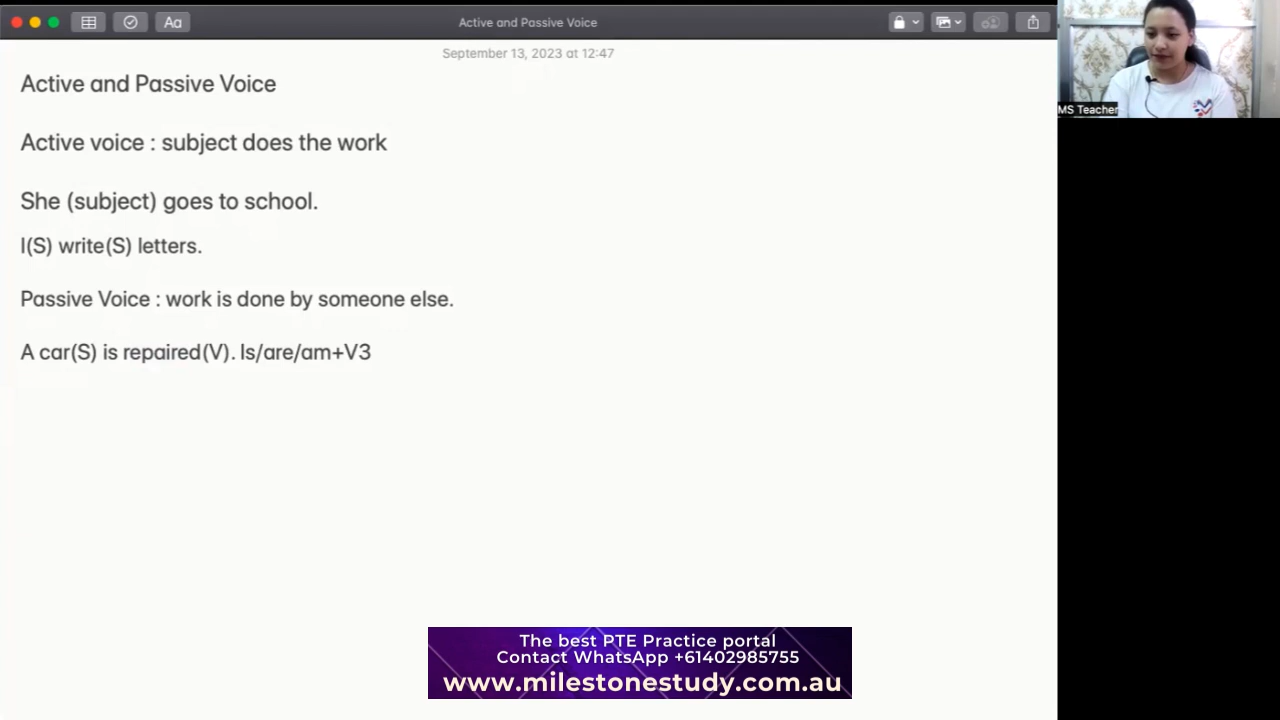 Aa
Active and Passive Voice
September 13, 2023 at 12:47
Active and Passive Voice
Active voice : subject does the work
She (subject) goes to school.
I(S) write(S) letters.
Passive Voice : work is done by someone else.
A car(S) is repaired(V). Is/are/am+V3
MS Teacher
The best PTE Practice portal
Contact WhatsApp +61402985755
www.milestonestudy.com.au